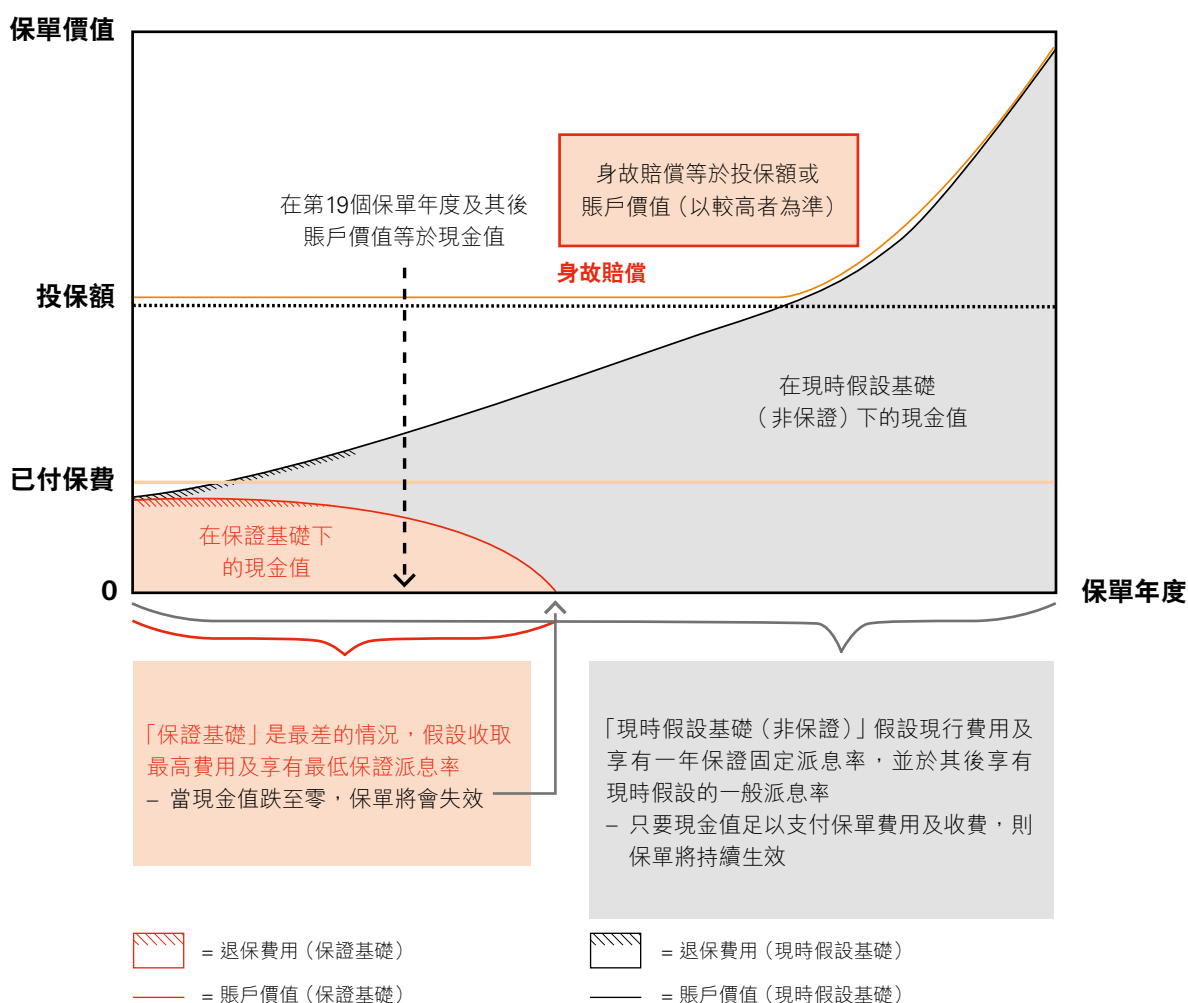 保單價值
身故賠償等於投保額或
賬戶價值（以較高者為準）
在第19個保單年度及其後
賬戶價值等於現金值
身故賠償
投保額
在現時假設基礎
（非保證）下的現金值
已付保費
在保證基礎下
的現金值
0
保單年度
「保證基礎」是最差的情況，假設收取
最高費用及享有最低保證派息率
– 當現金值跌至零，保單將會失效
「現時假設基礎（非保證）」假設現行費用及
享有一年保證固定派息率，並於其後享有
現時假設的一般派息率
– 只要現金值足以支付保單費用及收費，則
保單將持續生效
= 退保費用（保證基礎）
= 賬戶價值（保證基礎）
= 退保費用（現時假設基礎）
= 賬戶價值（現時假設基礎）